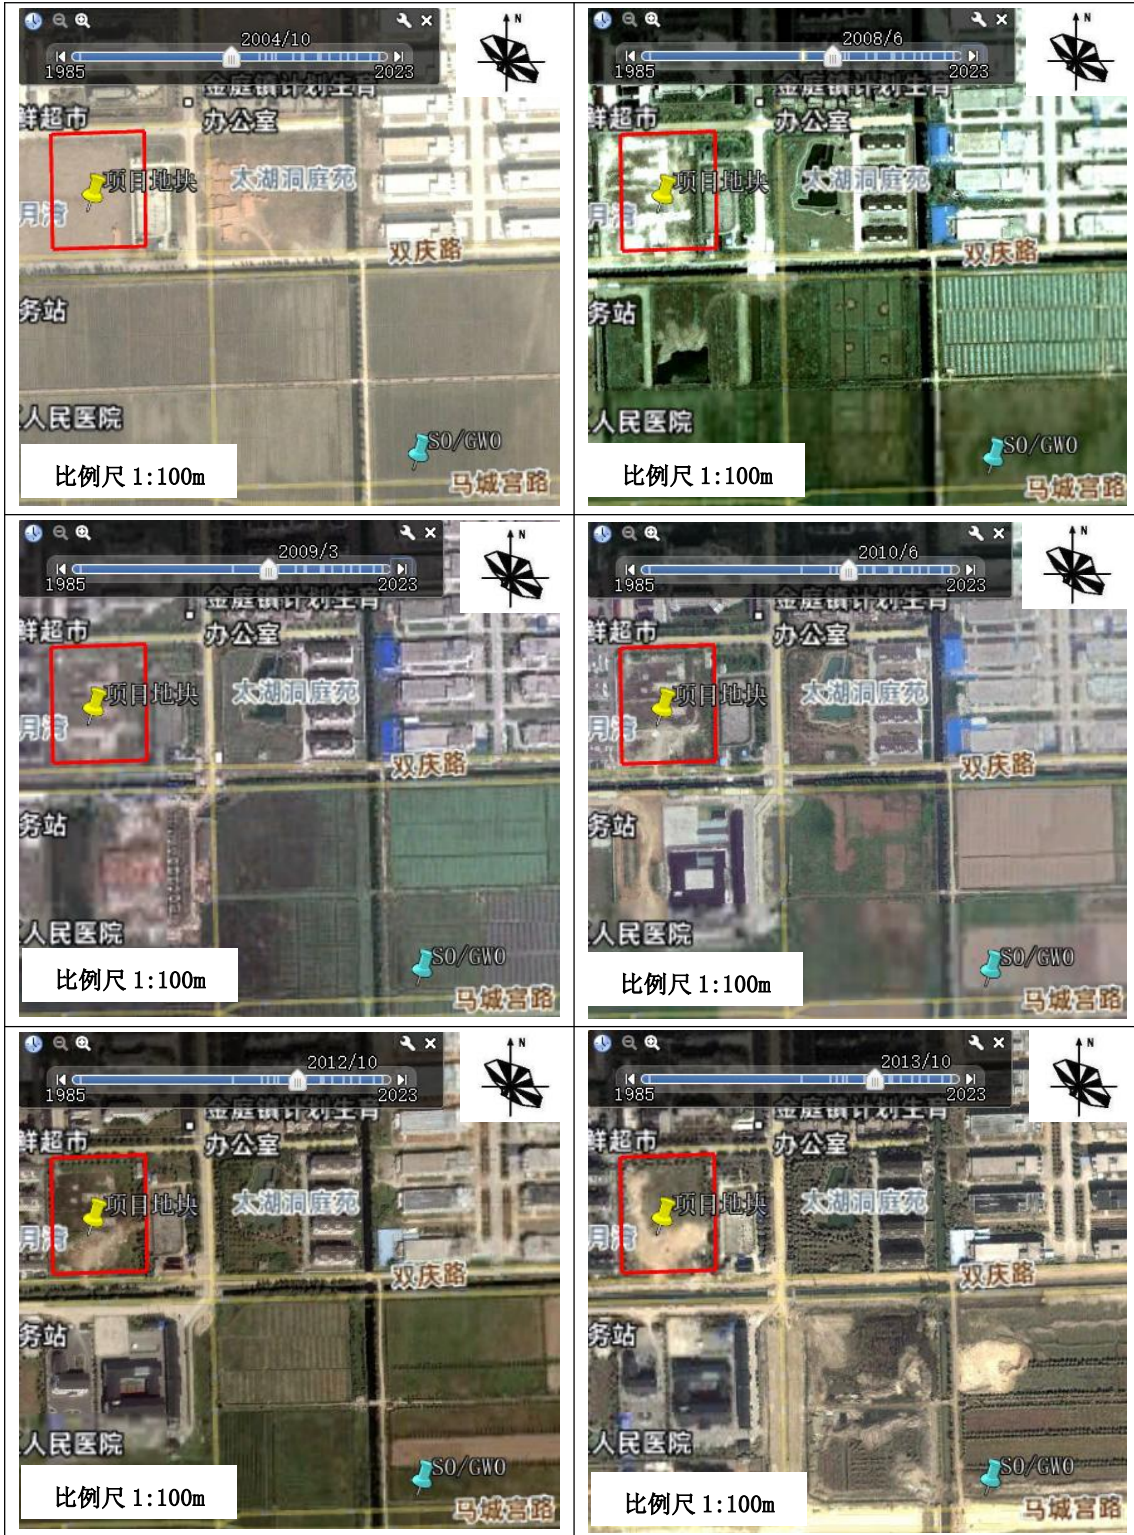 2004/10
1985
2023
N
金庭镇计划生育
办公室
鲜超市
项目地块
太湖洞庭苑
月湾
双庆路
务站
人民医院
S0/GW0
马城宫路
比例尺 1:100m
2008/6
1985
2023
N
金庭镇计划生育
办公室
鲜超市
项目地块
太湖洞庭苑
月湾
双庆路
务站
人民医院
S0/GW0
马城宫路
比例尺 1:100m
2009/3
1985
2023
N
金庭镇计划生育
办公室
鲜超市
项目地块
太湖洞庭苑
月湾
双庆路
务站
人民医院
S0/GW0
马城宫路
比例尺 1:100m
2010/6
1985
2023
N
金庭镇计划生育
办公室
鲜超市
项目地块
太湖洞庭苑
月湾
双庆路
务站
人民医院
S0/GW0
马城宫路
比例尺 1:100m
2012/10
1985
2023
N
金庭镇计划生育
办公室
鲜超市
项目地块
太湖洞庭苑
月湾
双庆路
务站
人民医院
S0/GW0
马城宫路
比例尺 1:100m
2013/10
1985
2023
N
金庭镇计划生育
办公室
鲜超市
项目地块
太湖洞庭苑
月湾
双庆路
务站
人民医院
S0/GW0
马城宫路
比例尺 1:100m